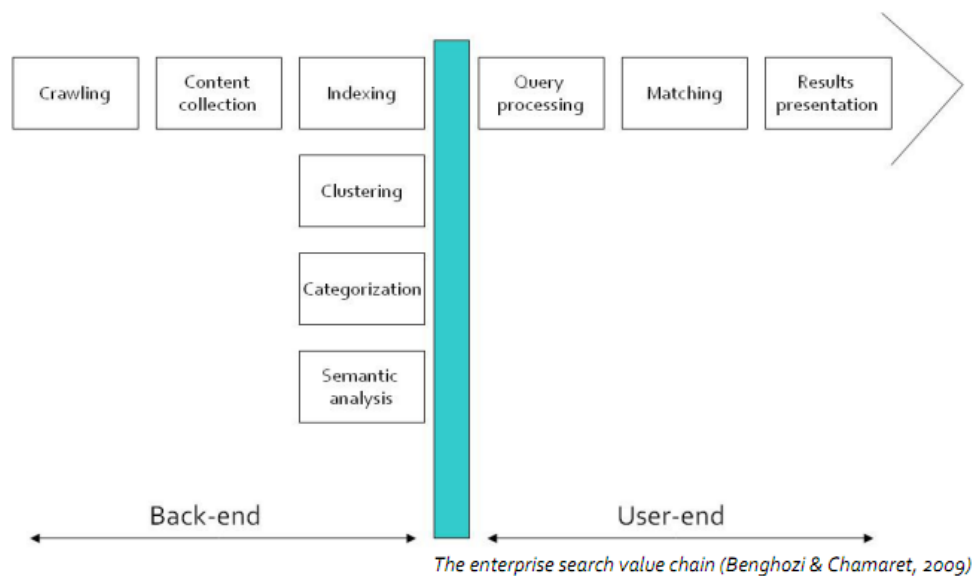 Crawling
Content
collection
Indexing
Query
processing
Matching
Results
presentation
Clustering
Categorization
Semantic
analysis
Back-end
User-end
The enterprise search value chain (Benghozi & Chamaret, 2009)